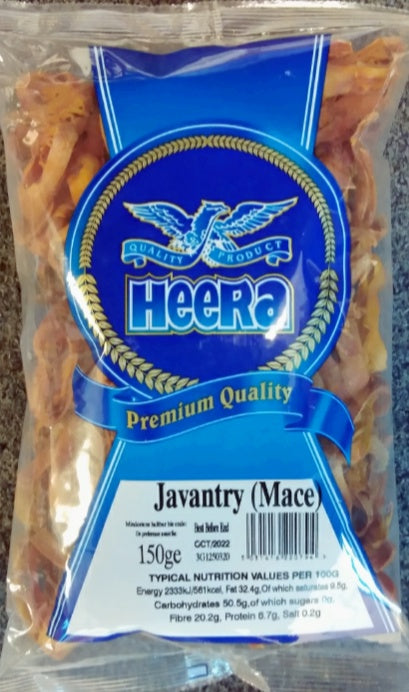 QUALITY PRODUCT
HEERA
Premium Quality
Javantry (Mace)
Best Before End
OCT/2022
150ge
3G1250320
TYPICAL NUTRITION VALUES PER 100G
Energy 2333kJ/561kcal, Fat 32.4g, Of which saturates 9.5g,
Carbohydrates 50.5g, of which sugars 0g,
Fibre 20.2g, Protein 6.7g, Salt 0.2g